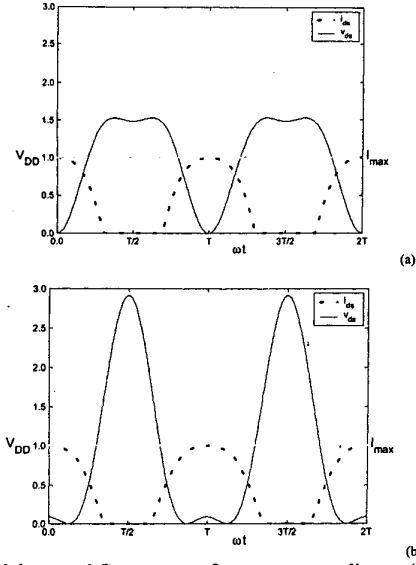 3.0
2.5
2.0
1.5
V_DD 1.0 I_max
0.5
0.0
0.0 T/2 T 3T/2 2T
ωt
i_ds
v_ds
(a)
3.0
2.5
2.0
1.5
V_DD 1.0 I_max
0.5
0.0
0.0 T/2 T 3T/2 2T
ωt
i_ds
v_ds
(b)